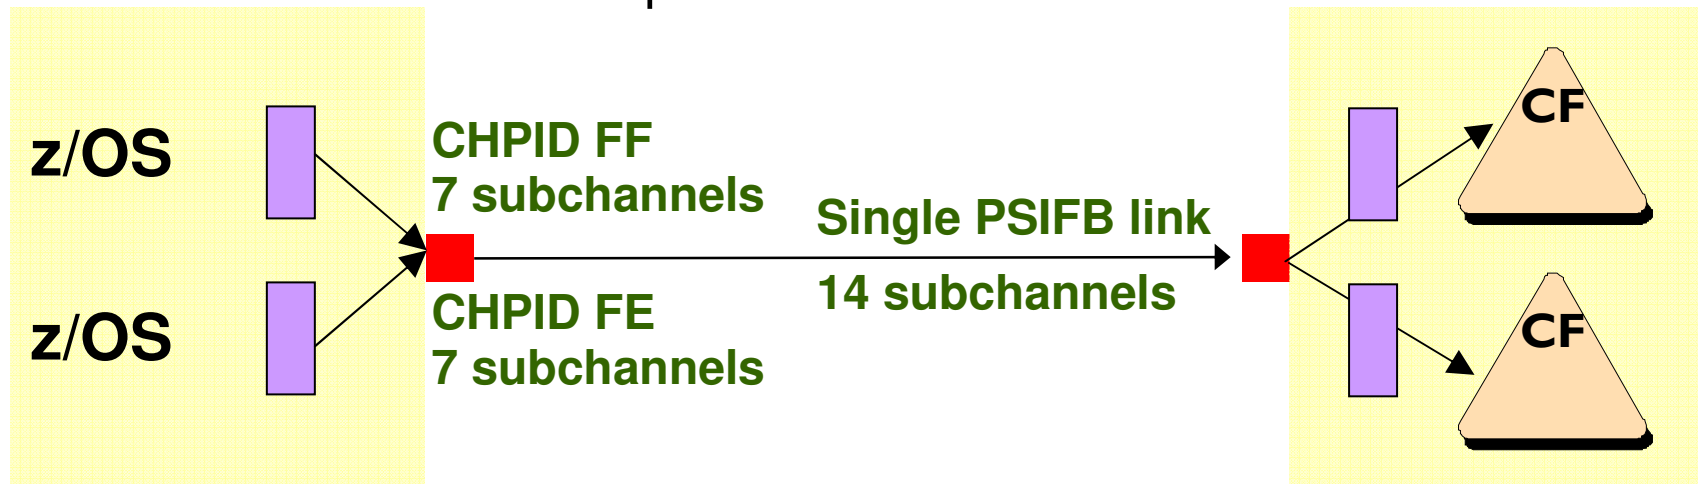 z/OS
CHPID FF
7 subchannels
Single PSIFB link
14 subchannels
CF
z/OS
CHPID FE
7 subchannels
CF